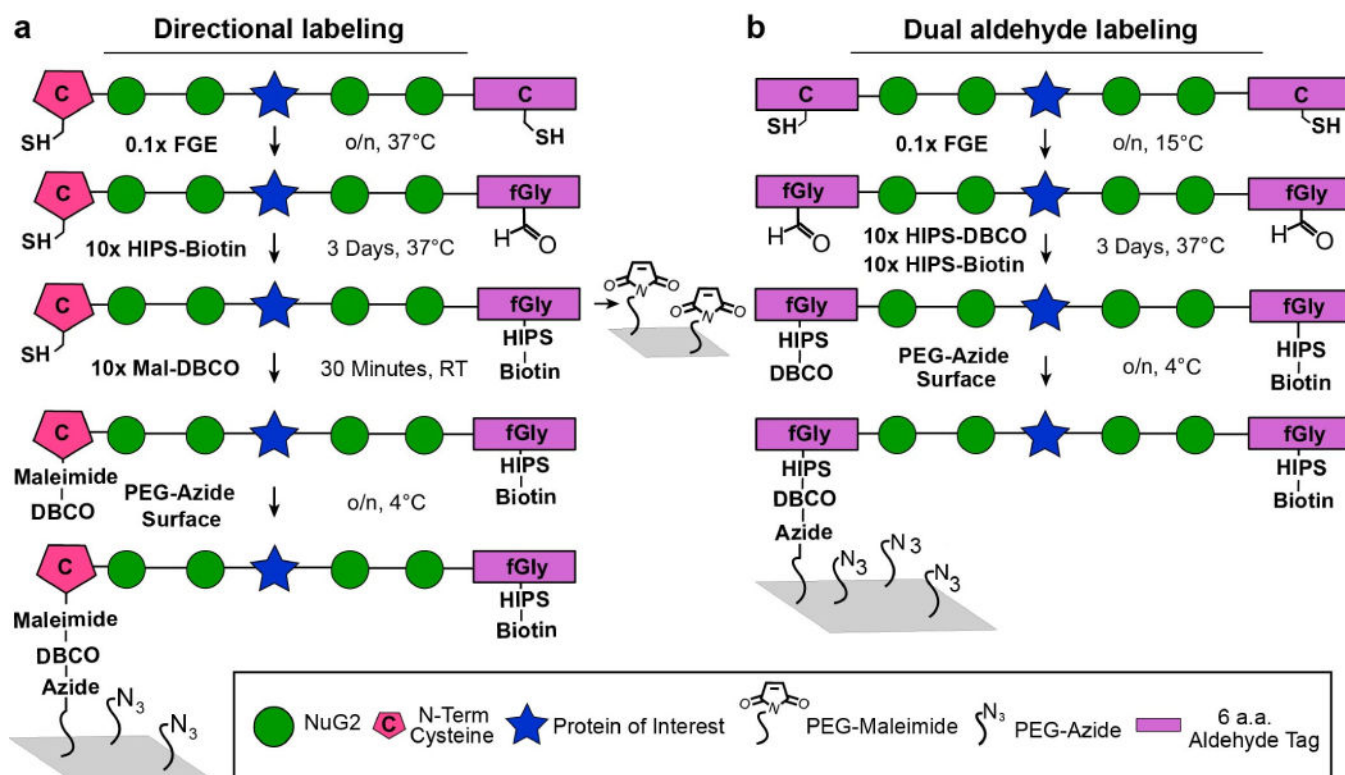 a
Directional labeling
C
C
SH
SH
0.1x FGE
o/n, 37°C
C
fGly
SH
H
O
10x HIPS-Biotin
3 Days, 37°C
C
fGly
SH
HIPS
Biotin
10x Mal-DBCO
30 Minutes, RT
O
N
O
O
N
O
C
fGly
Maleimide
DBCO
HIPS
Biotin
PEG-Azide
Surface
o/n, 4°C
C
fGly
Maleimide
DBCO
Azide
HIPS
Biotin
N3
N3
b
Dual aldehyde labeling
C
C
SH
SH
0.1x FGE
o/n, 15°C
fGly
fGly
H
O
H
O
10x HIPS-DBCO
10x HIPS-Biotin
3 Days, 37°C
fGly
fGly
HIPS
DBCO
HIPS
Biotin
PEG-Azide
Surface
o/n, 4°C
fGly
fGly
HIPS
DBCO
Azide
HIPS
Biotin
N3
N3
N3
NuG2
C
N-Term
Cysteine
Protein of Interest
O
N
O
PEG-Maleimide
N3
PEG-Azide
6 a.a.
Aldehyde Tag